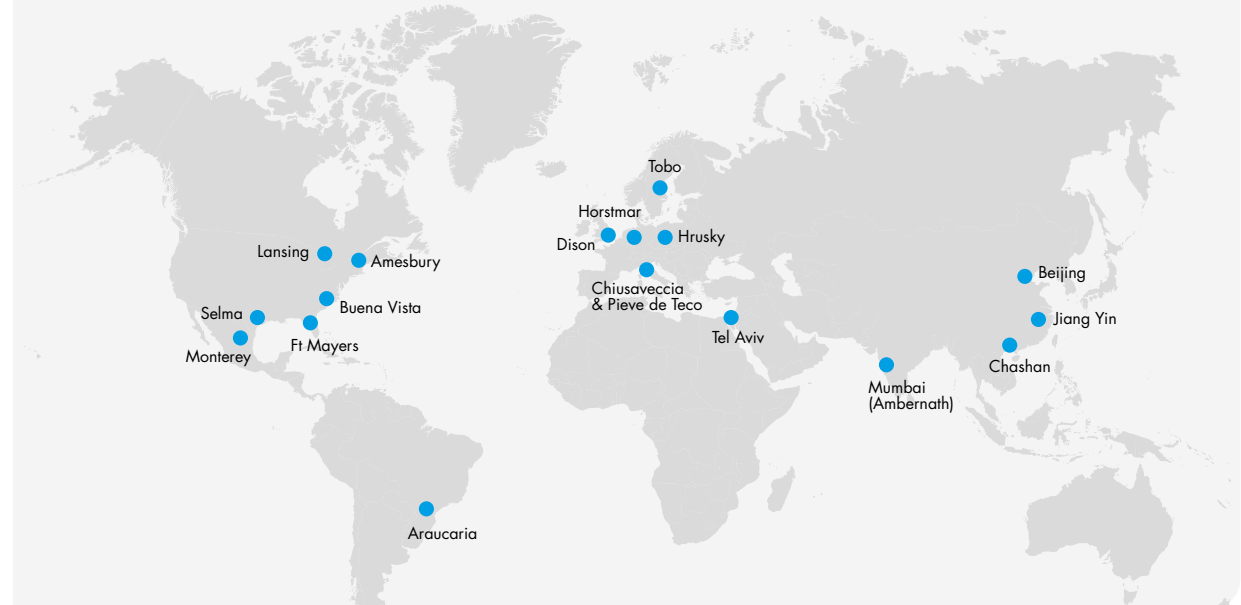 Tobo
Horstmar
Dison
Hrusky
Lansing
Amesbury
Chiusaveccia
& Pieve de Teco
Beijing
Buena Vista
Selma
Jiang Yin
Tel Aviv
Ft Mayers
Monterey
Chashan
Mumbai
(Ambernath)
Araucaria